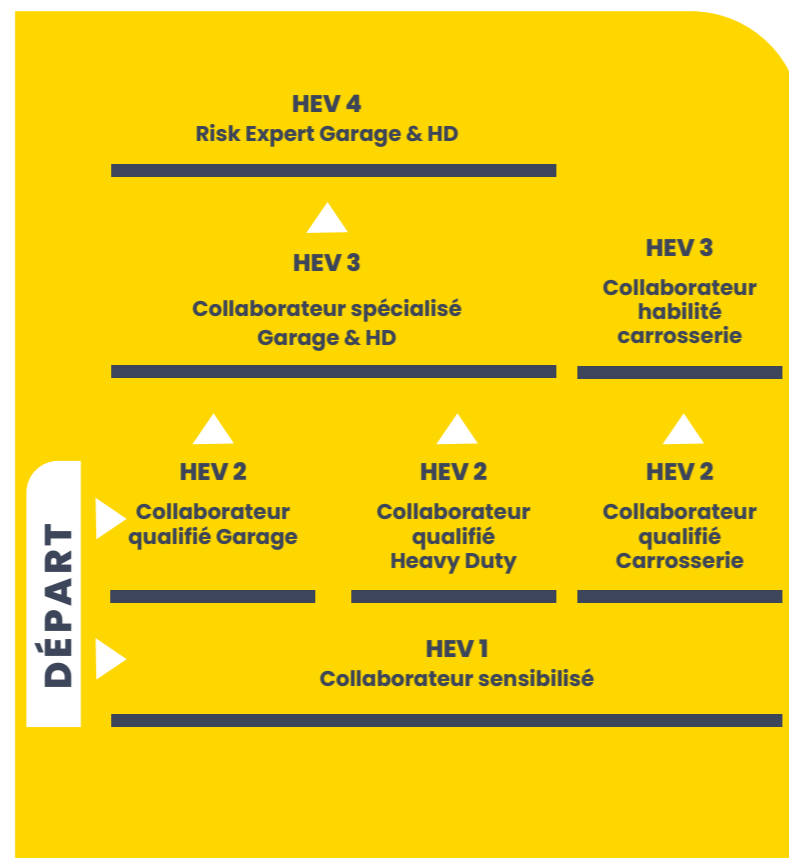 HEV 4
Risk Expert Garage & HD
HEV 3
Collaborateur spécialisé
Garage & HD
HEV 3
Collaborateur
habilité
carrosserie
HEV 2
Collaborateur
qualifié Garage
HEV 2
Collaborateur
qualifié
Heavy Duty
HEV 2
Collaborateur
qualifié
Carrosserie
DÉPART
HEV 1
Collaborateur sensibilisé